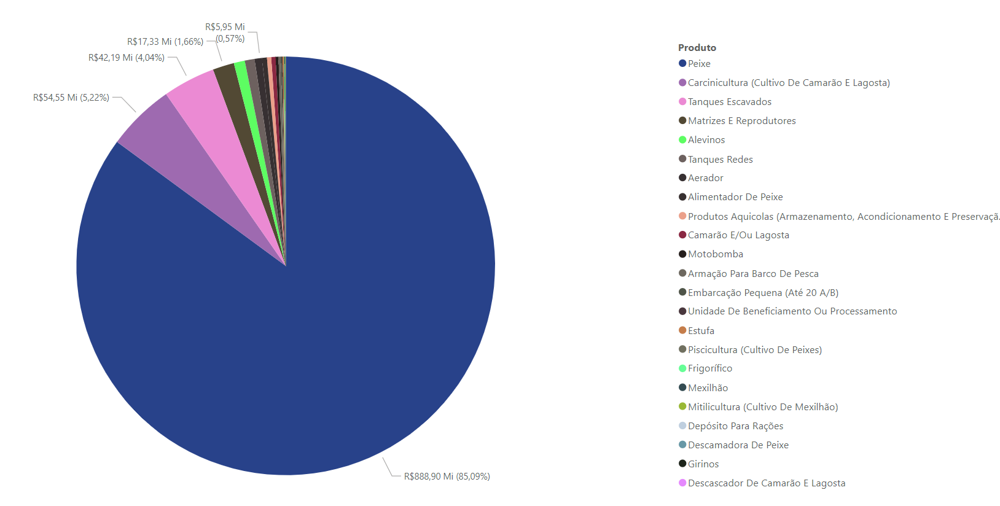 R$5,95 Mi
(0,57%)
R$17,33 Mi (1,66%)
R$42,19 Mi (4,04%)
R$54,55 Mi (5,22%)
R$888,90 Mi (85,09%)
Produto
Peixe
Carcinicultura (Cultivo De Camarão E Lagosta)
Tanques Escavados
Matrizes E Reprodutores
Alevinos
Tanques Redes
Aerador
Alimentador De Peixe
Produtos Aquicolas (Armazenamento, Acondicionamento E Preservaçã.
Camarão E/Ou Lagosta
Motobomba
Armação Para Barco De Pesca
Embarcação Pequena (Até 20 A/B)
Unidade De Beneficiamento Ou Processamento
Estufa
Piscicultura (Cultivo De Peixes)
Frigorífico
Mexilhão
Mitilicultura (Cultivo De Mexilhão)
Depósito Para Rações
Descamadora De Peixe
Girinos
Descascador De Camarão E Lagosta